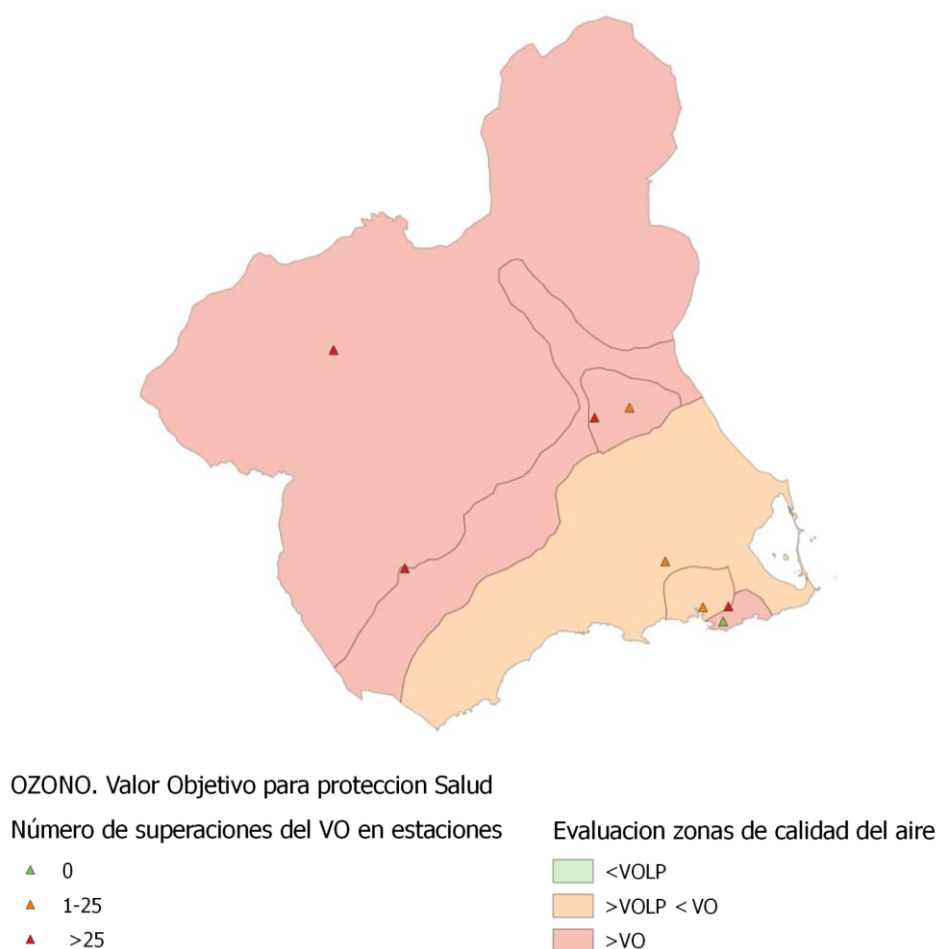 OZONO. Valor Objetivo para proteccion Salud
Número de superaciones del VO en estaciones
0
1-25
>25
Evaluacion zonas de calidad del aire
<VOLP
>VOLP < VO
>VO